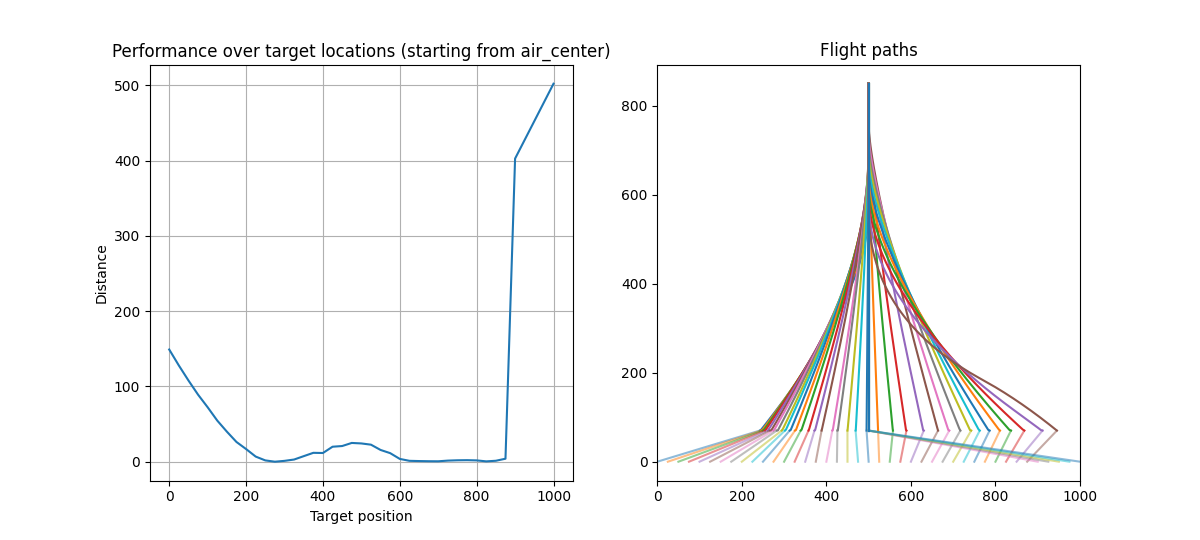 Performance over target locations (starting from air_center)
Distance
500
400
300
200
100
0
0 200 400 600 800 1000
Target position
Flight paths
800
600
400
200
0
0 200 400 600 800 1000